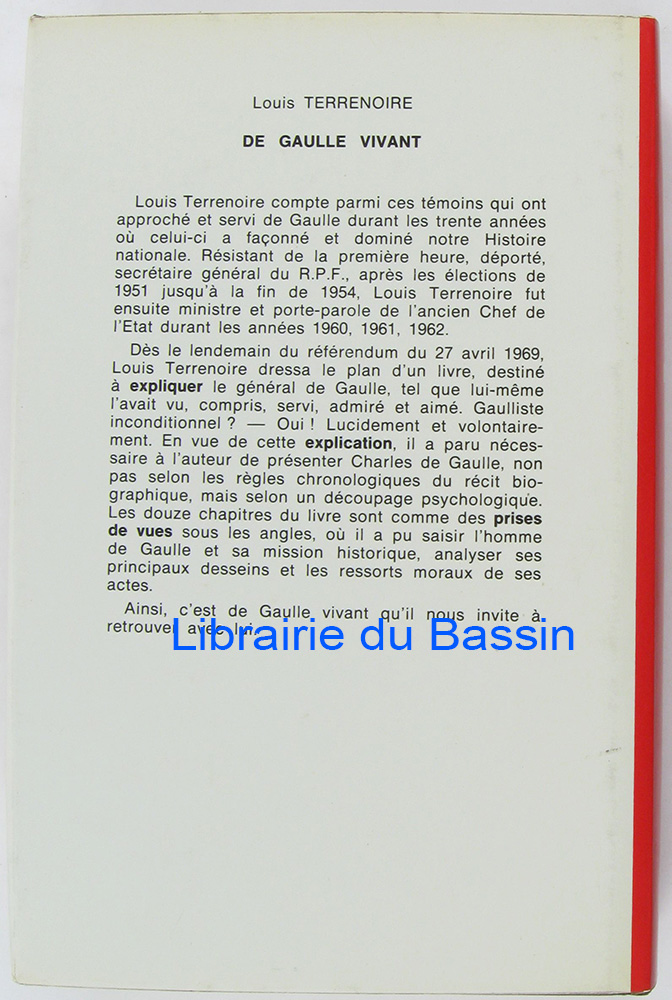 Louis TERRENOIRE
DE GAULLE VIVANT
Louis Terrenoire compte parmi ces témoins qui ont
approché et servi de Gaulle durant les trente années
où celui-ci a façonné et dominé notre Histoire
nationale. Résistant de la première heure, déporté,
secrétaire général du R.P.F., après les élections de
1951 jusqu'à la fin de 1954, Louis Terrenoire fut
ensuite ministre et porte-parole de l'ancien Chef de
l'Etat durant les années 1960, 1961, 1962.
Dès le lendemain du référendum du 27 avril 1969,
Louis Terrenoire dressa le plan d'un livre, destiné
à expliquer le général de Gaulle, tel que lui-même
l'avait vu, compris, servi, admiré et aimé. Gaulliste
inconditionnel ? — Oui ! Lucidement et volontaire-
ment. En vue de cette explication, il a paru néces-
saire à l'auteur de présenter Charles de Gaulle, non
pas selon les règles chronologiques du récit bio-
graphique, mais selon un découpage psychologique.
Les douze chapitres du livre sont comme des prises
de vues sous les angles, où il a pu saisir l'homme
de Gaulle et sa mission historique, analyser ses
principaux desseins et les ressorts moraux de ses
actes.
Ainsi, c'est de Gaulle vivant qu'il nous invite à
retrouver avec lui.
Librairie du Bassin